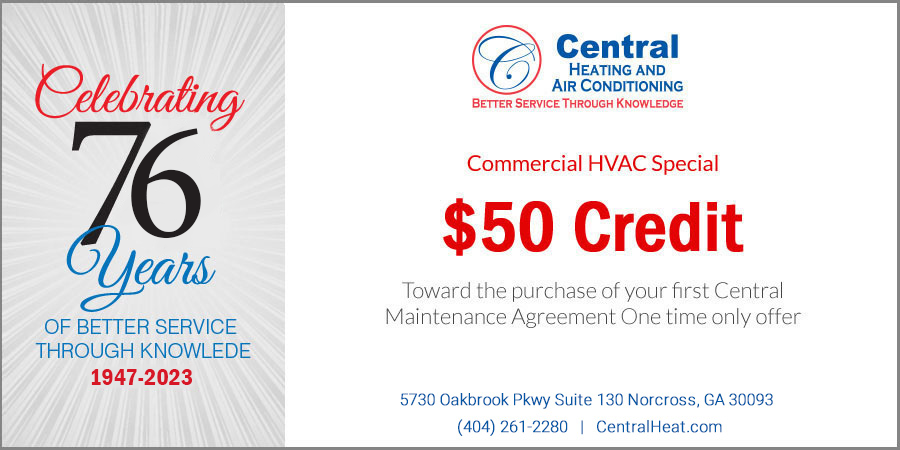 Celebrating
76
Years
OF BETTER SERVICE
THROUGH KNOWLEDE
1947-2023
Central
HEATING AND
AIR CONDITIONING
BETTER SERVICE THROUGH KNOWLEDGE
Commercial HVAC Special
$50 Credit
Toward the purchase of your first Central
Maintenance Agreement One time only offer
5730 Oakbrook Pkwy Suite 130 Norcross, GA 30093
(404) 261-2280 | CentralHeat.com